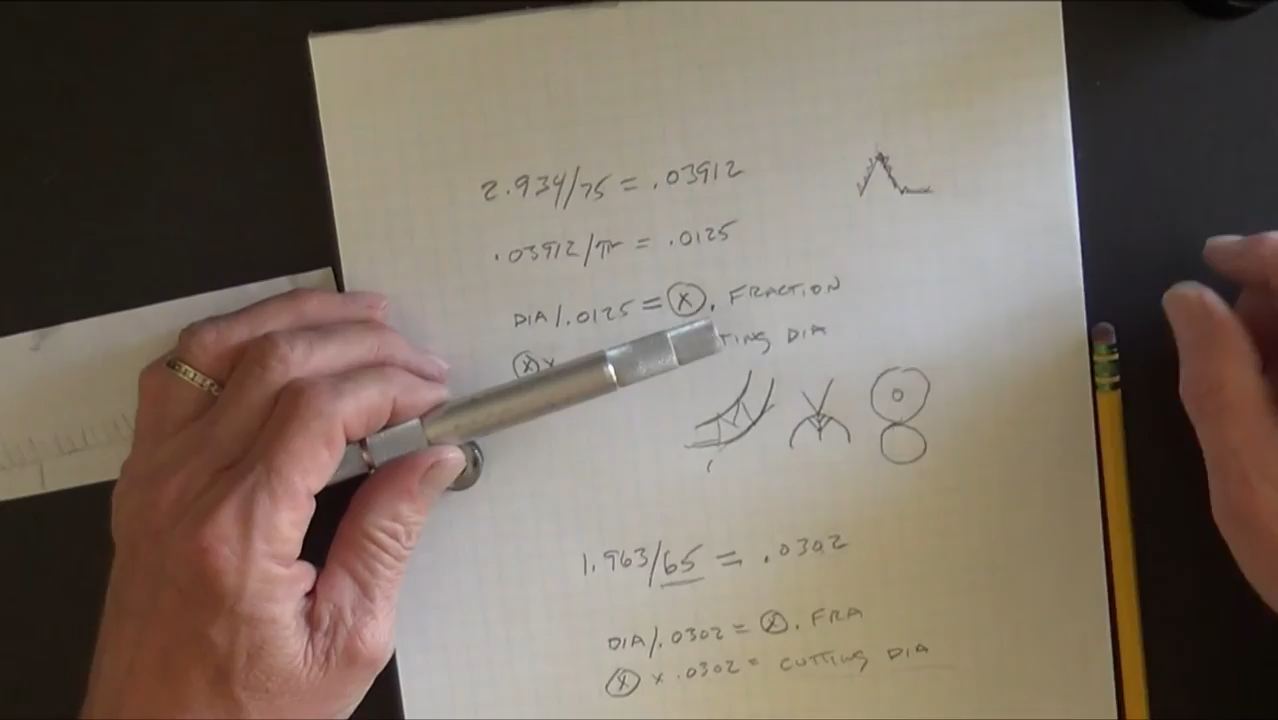 2.934/75 = .03912
.03912/π = .0125
DIA/.0125 = X. FRACTION
X x TING DIA
1.963/65 = .0302
DIA/.0302 = X. FRA
X x .0302 = CUTTING DIA